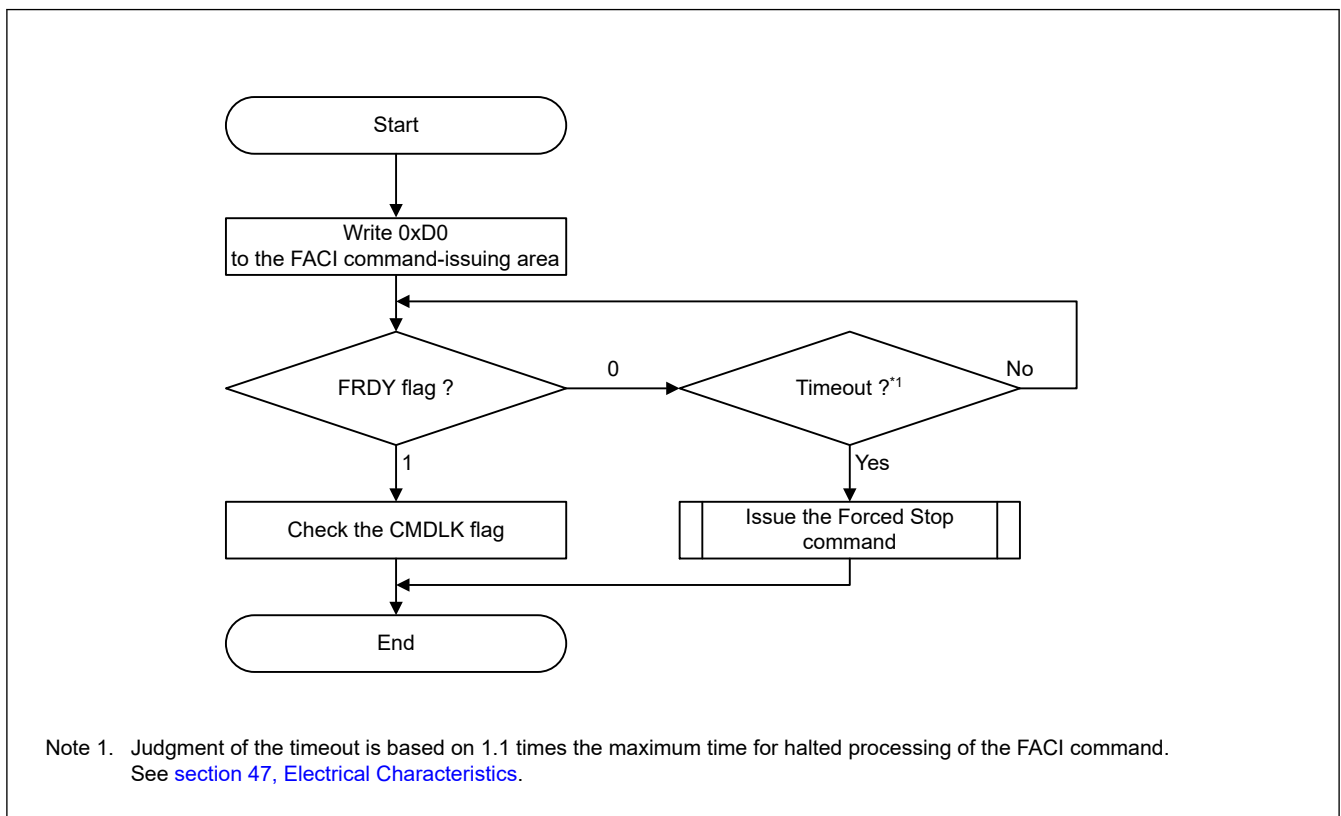 Start
Write 0xD0
to the FACI command-issuing area
FRDY flag ?
0
Timeout ?*1
No
1
Yes
Check the CMDLK flag
Issue the Forced Stop
command
End
Note 1. Judgment of the timeout is based on 1.1 times the maximum time for halted processing of the FACI command.
See section 47, Electrical Characteristics.